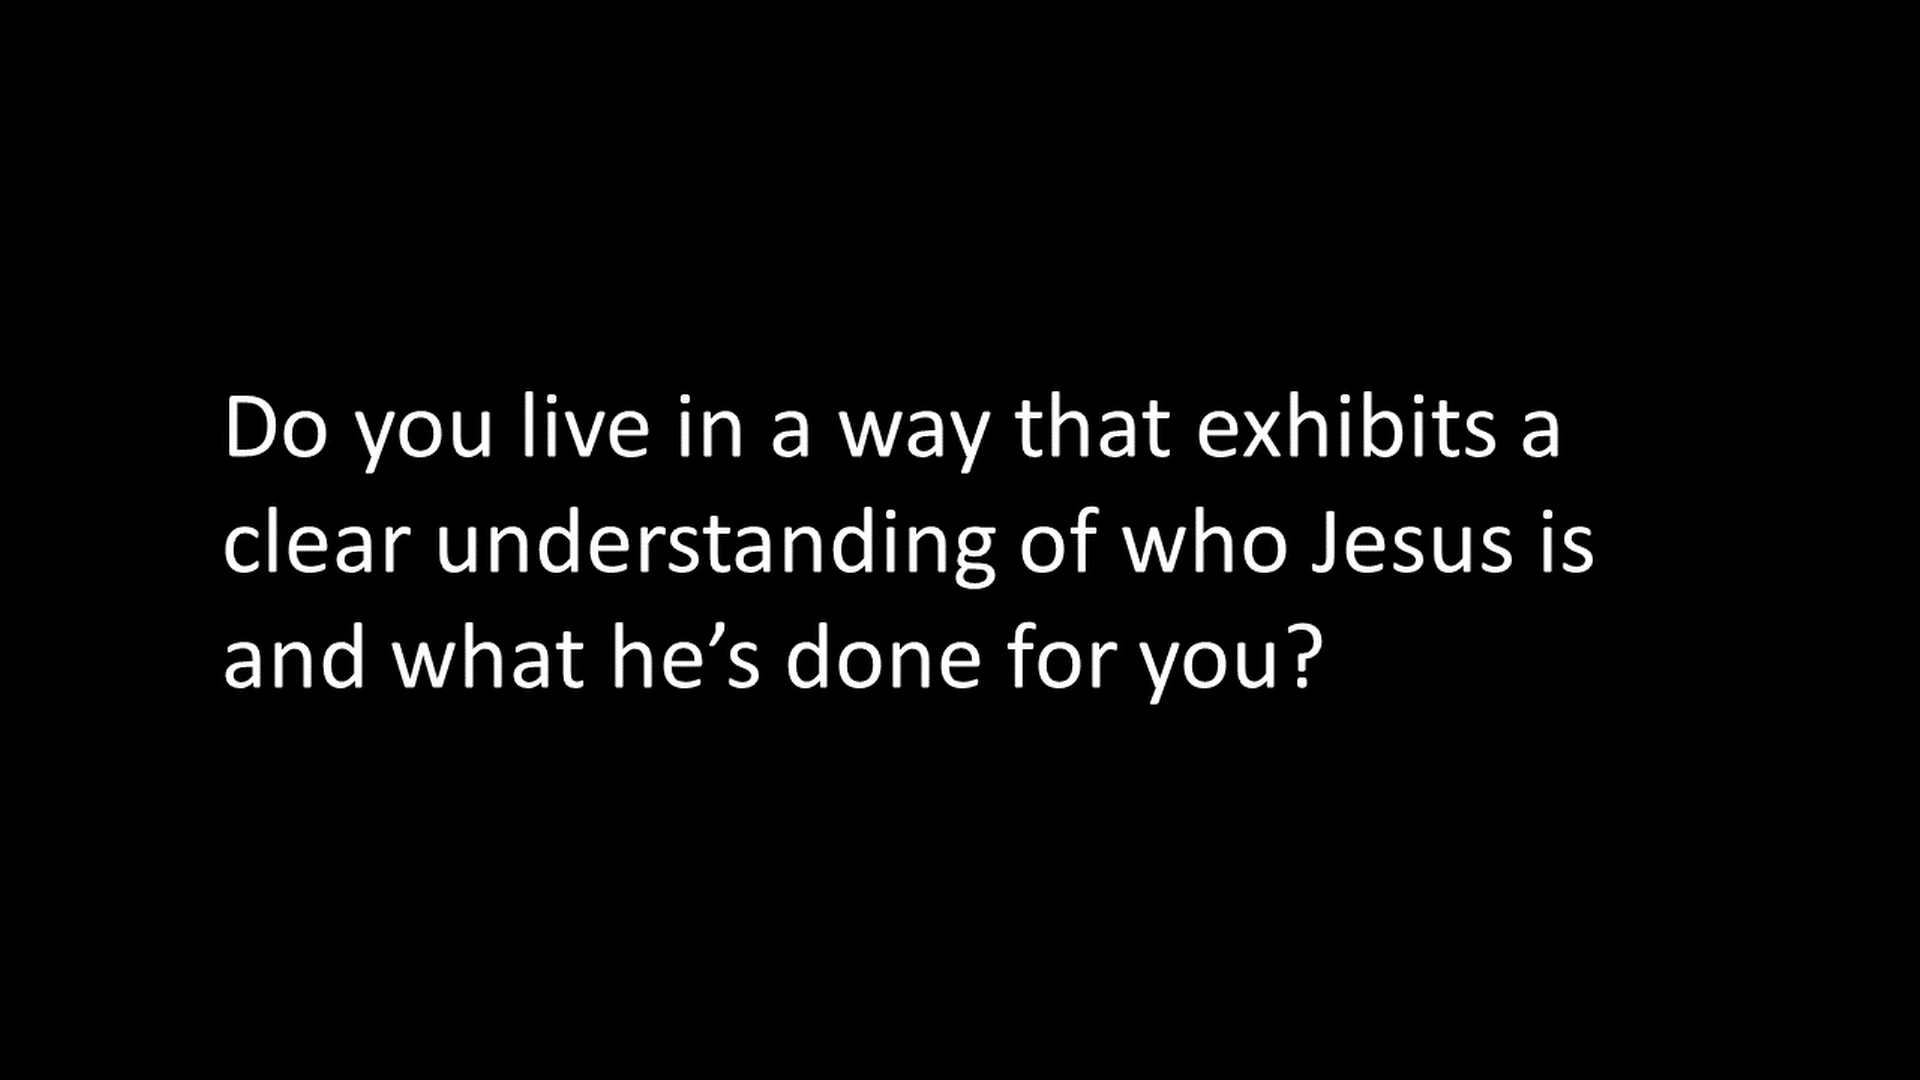 Do you live in a way that exhibits a
clear understanding of who Jesus is
and what he’s done for you?